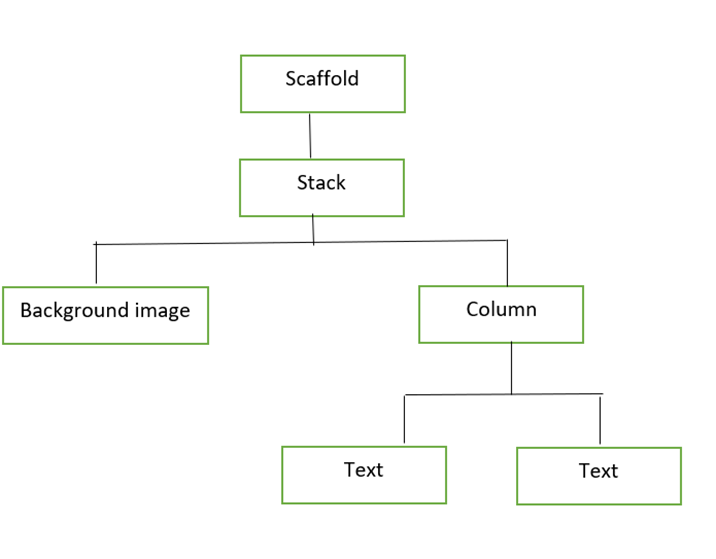 Scaffold
Stack
Background image
Column
Text
Text